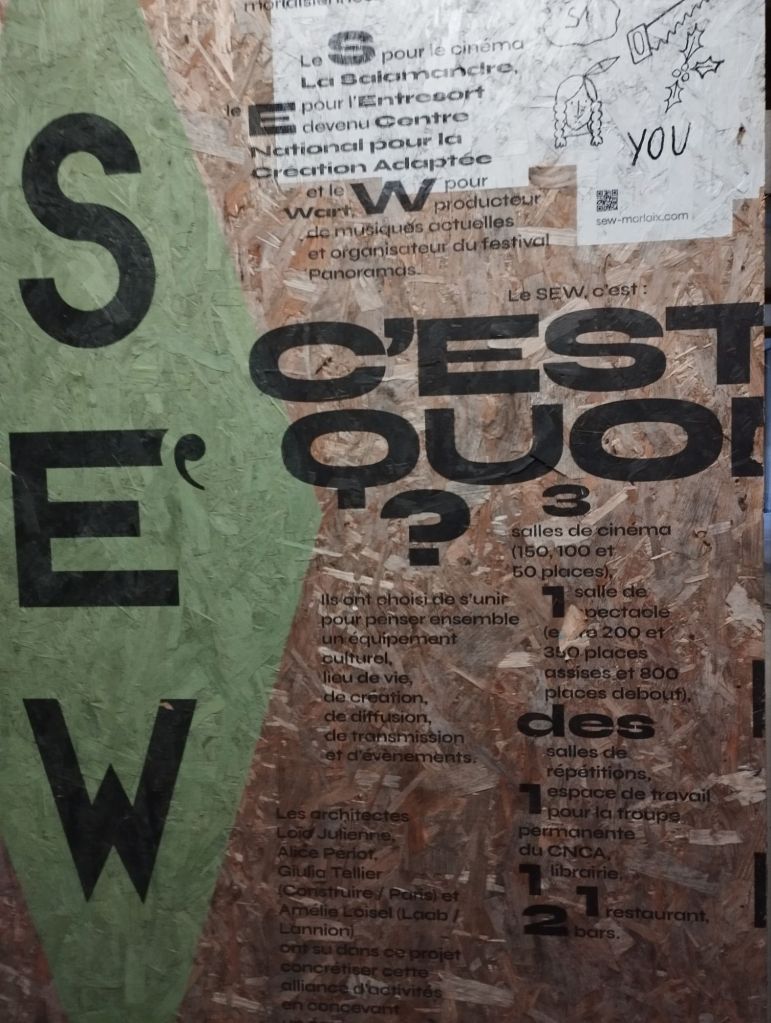 S
E'
W
morlaisiennes
Le S pour le cinéma
La Salamandre,
le E pour l'Entresort
devenu Centre
National pour la
Création Adaptée
et le W pour
Wart, producteur
de musiques actuelles
et organisateur du festival
Panoramas.
YOU
sew-morlaix.com
C'EST
QUOI
?
Ils ont choisi de s'unir
pour penser ensemble
un équipement
culturel,
lieu de vie,
de création,
de diffusion,
de transmission
et d'évènements.
Les architectes
Loïc Julienne,
Alice Periot,
Giulia Tellier
(Construire / Paris) et
Amélie Loisel (Laab /
Lannion)
ont su dans ce projet
concrétiser cette
alliance d'activités
en concevant
Le SEW, c'est :
3
salles de cinéma
(150, 100 et
50 places),
1 salle de
spectacle
(entre 200 et
350 places
assises et 800
places debout),
des
salles de
répétitions,
1 espace de travail
pour la troupe
permanente
du CNCA,
1 librairie,
1 restaurant,
2 bars.